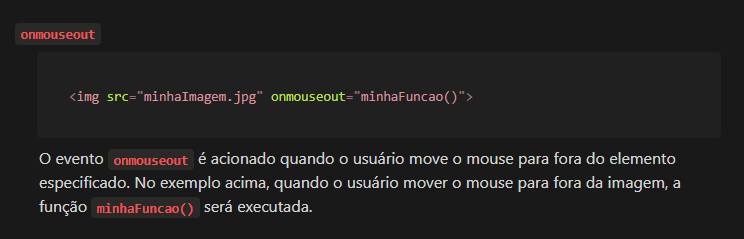 onmouseout
<img src="minhaImagem.jpg" onmouseout="minhaFuncao()">
O evento onmouseout é acionado quando o usuário move o mouse para fora do elemento
especificado. No exemplo acima, quando o usuário mover o mouse para fora da imagem, a
função minhaFuncao() será executada.